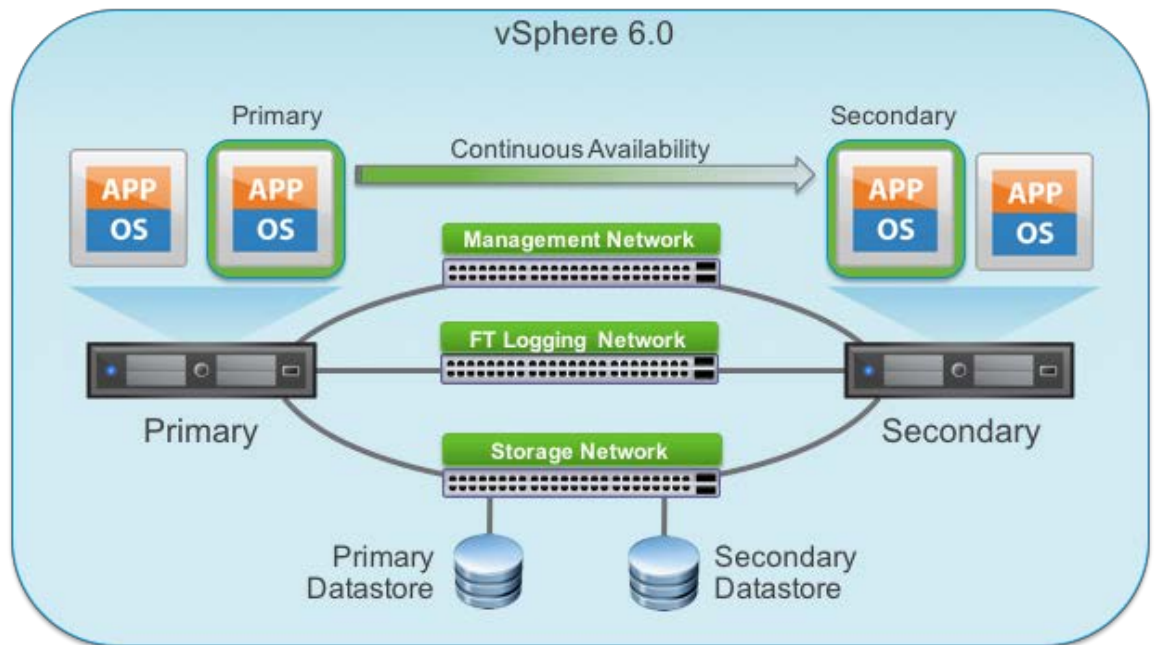 vSphere 6.0
Primary
Secondary
Continuous Availability
APP
OS
APP
OS
APP
OS
APP
OS
Management Network
FT Logging Network
Primary
Secondary
Storage Network
Primary
Datastore
Secondary
Datastore